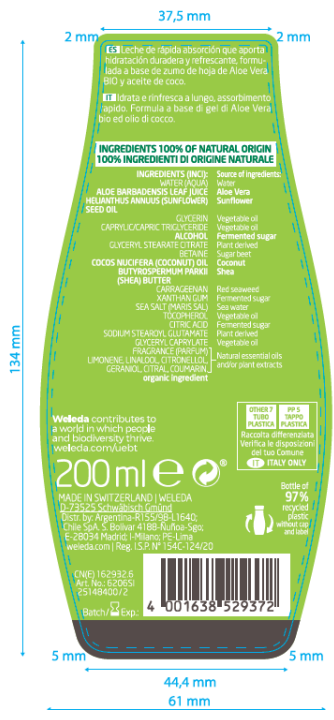 37,5 mm
2 mm
2 mm
ES Leche de rápida absorción que aporta
hidratación duradera y refrescante, formu-
lada a base de zumo de hoja de Aloe Vera
BIO y aceite de coco.
IT Idrata e rinfresca a lungo, assorbimento
rapido. Formula a base di gel di Aloe Vera
bio ed olio di cocco.
INGREDIENTS 100% OF NATURAL ORIGIN
100% INGREDIENTI DI ORIGINE NATURALE
INGREDIENTS (INCI): Source of ingredients:
WATER (AQUA) Water
ALOE BARBADENSIS LEAF JUICE Aloe Vera
HELIANTHUS ANNUUS (SUNFLOWER) Sunflower
SEED OIL
GLYCERIN Vegetable oil
CAPRYLIC/CAPRIC TRIGLYCERIDE Vegetable oil
ALCOHOL Fermented sugar
GLYCERYL STEARATE CITRATE Plant derived
BETAINE Sugar beet
COCOS NUCIFERA (COCONUT) OIL Coconut
BUTYROSPERMUM PARKII Shea
(SHEA) BUTTER
CARRAGEENAN Red seaweed
XANTHAN GUM Fermented sugar
SEA SALT (MARIS SAL) Sea water
TOCOPHEROL Vegetable oil
CITRIC ACID Fermented sugar
SODIUM STEAROYL GLUTAMATE Plant derived
GLYCERYL CAPRYLATE Vegetable oil
FRAGRANCE (PARFUM)
LIMONENE, LINALOOL, CITRONELLOL, Natural essential oils
GERANIOL, CITRAL, COUMARIN and/or plant extracts
organic ingredient
Weleda contributes to
a world in which people
and biodiversity thrive.
weleda.com/uebt
OTHER 7 PP 5
TUBO TAPPO
PLASTICA PLASTICA
Raccolta differenziata
Verifica le disposizioni
del tuo Comune
IT ITALY ONLY
200 ml e ®
Bottle of
97%
recycled
plastic
without cap
and label
MADE IN SWITZERLAND | WELEDA
D-73525 Schwäbisch Gmünd
Distr. by: Argentina-R155/9B-L1640;
Chile SpA. S. Bolívar 4188-Ñuñoa-Sgo;
E-28034 Madrid; I-Milano; PE-Lima
weleda.com | Reg. I.S.P. N° 154C-124/20
CN(E) 162932.6
Art. No.: 62065I
25148400/2
Batch/ Exp.:
4 001638 529372
134 mm
5 mm
5 mm
44,4 mm
61 mm